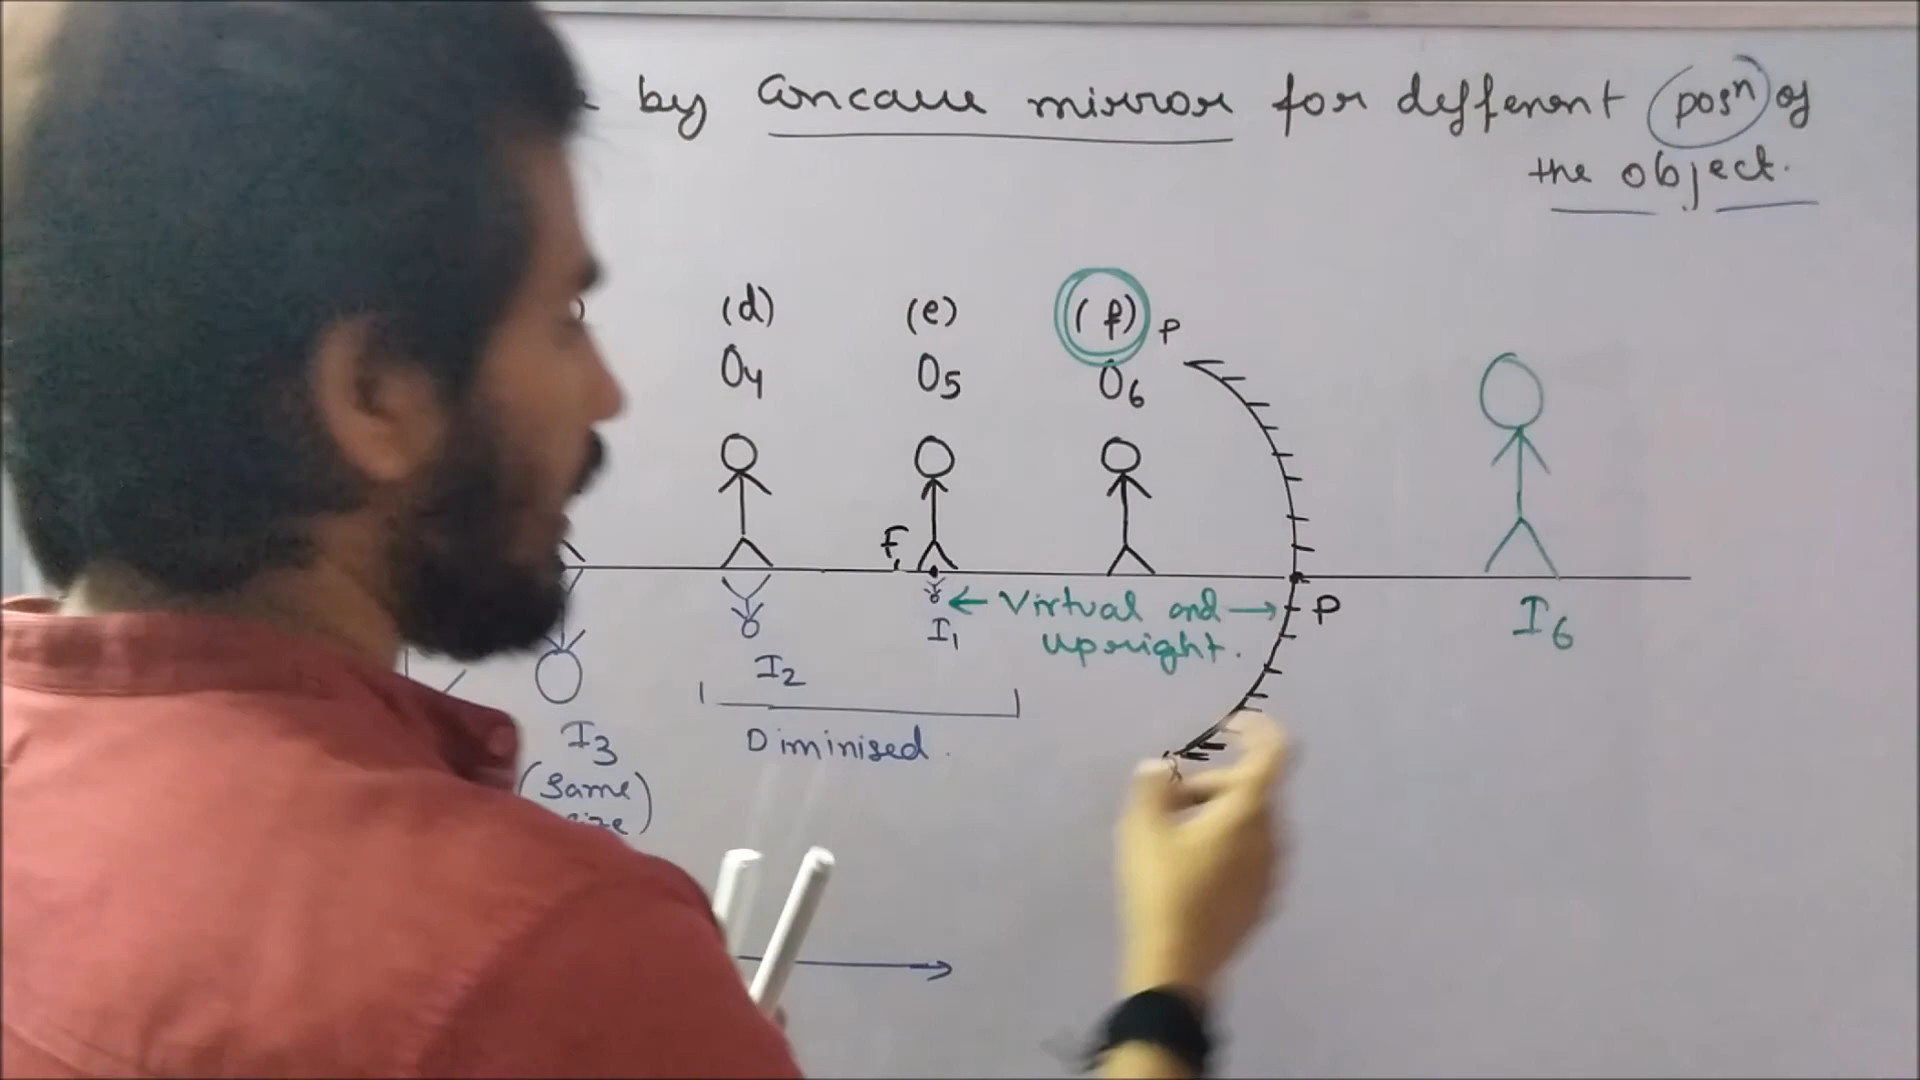 by Concave mirror for different posn of
the object.
(d) (e) (f) P
O4 O5 O6
F
I1
← Virtual and →
upright.
P
I6
I2
I3
(Same
size)
Diminised.